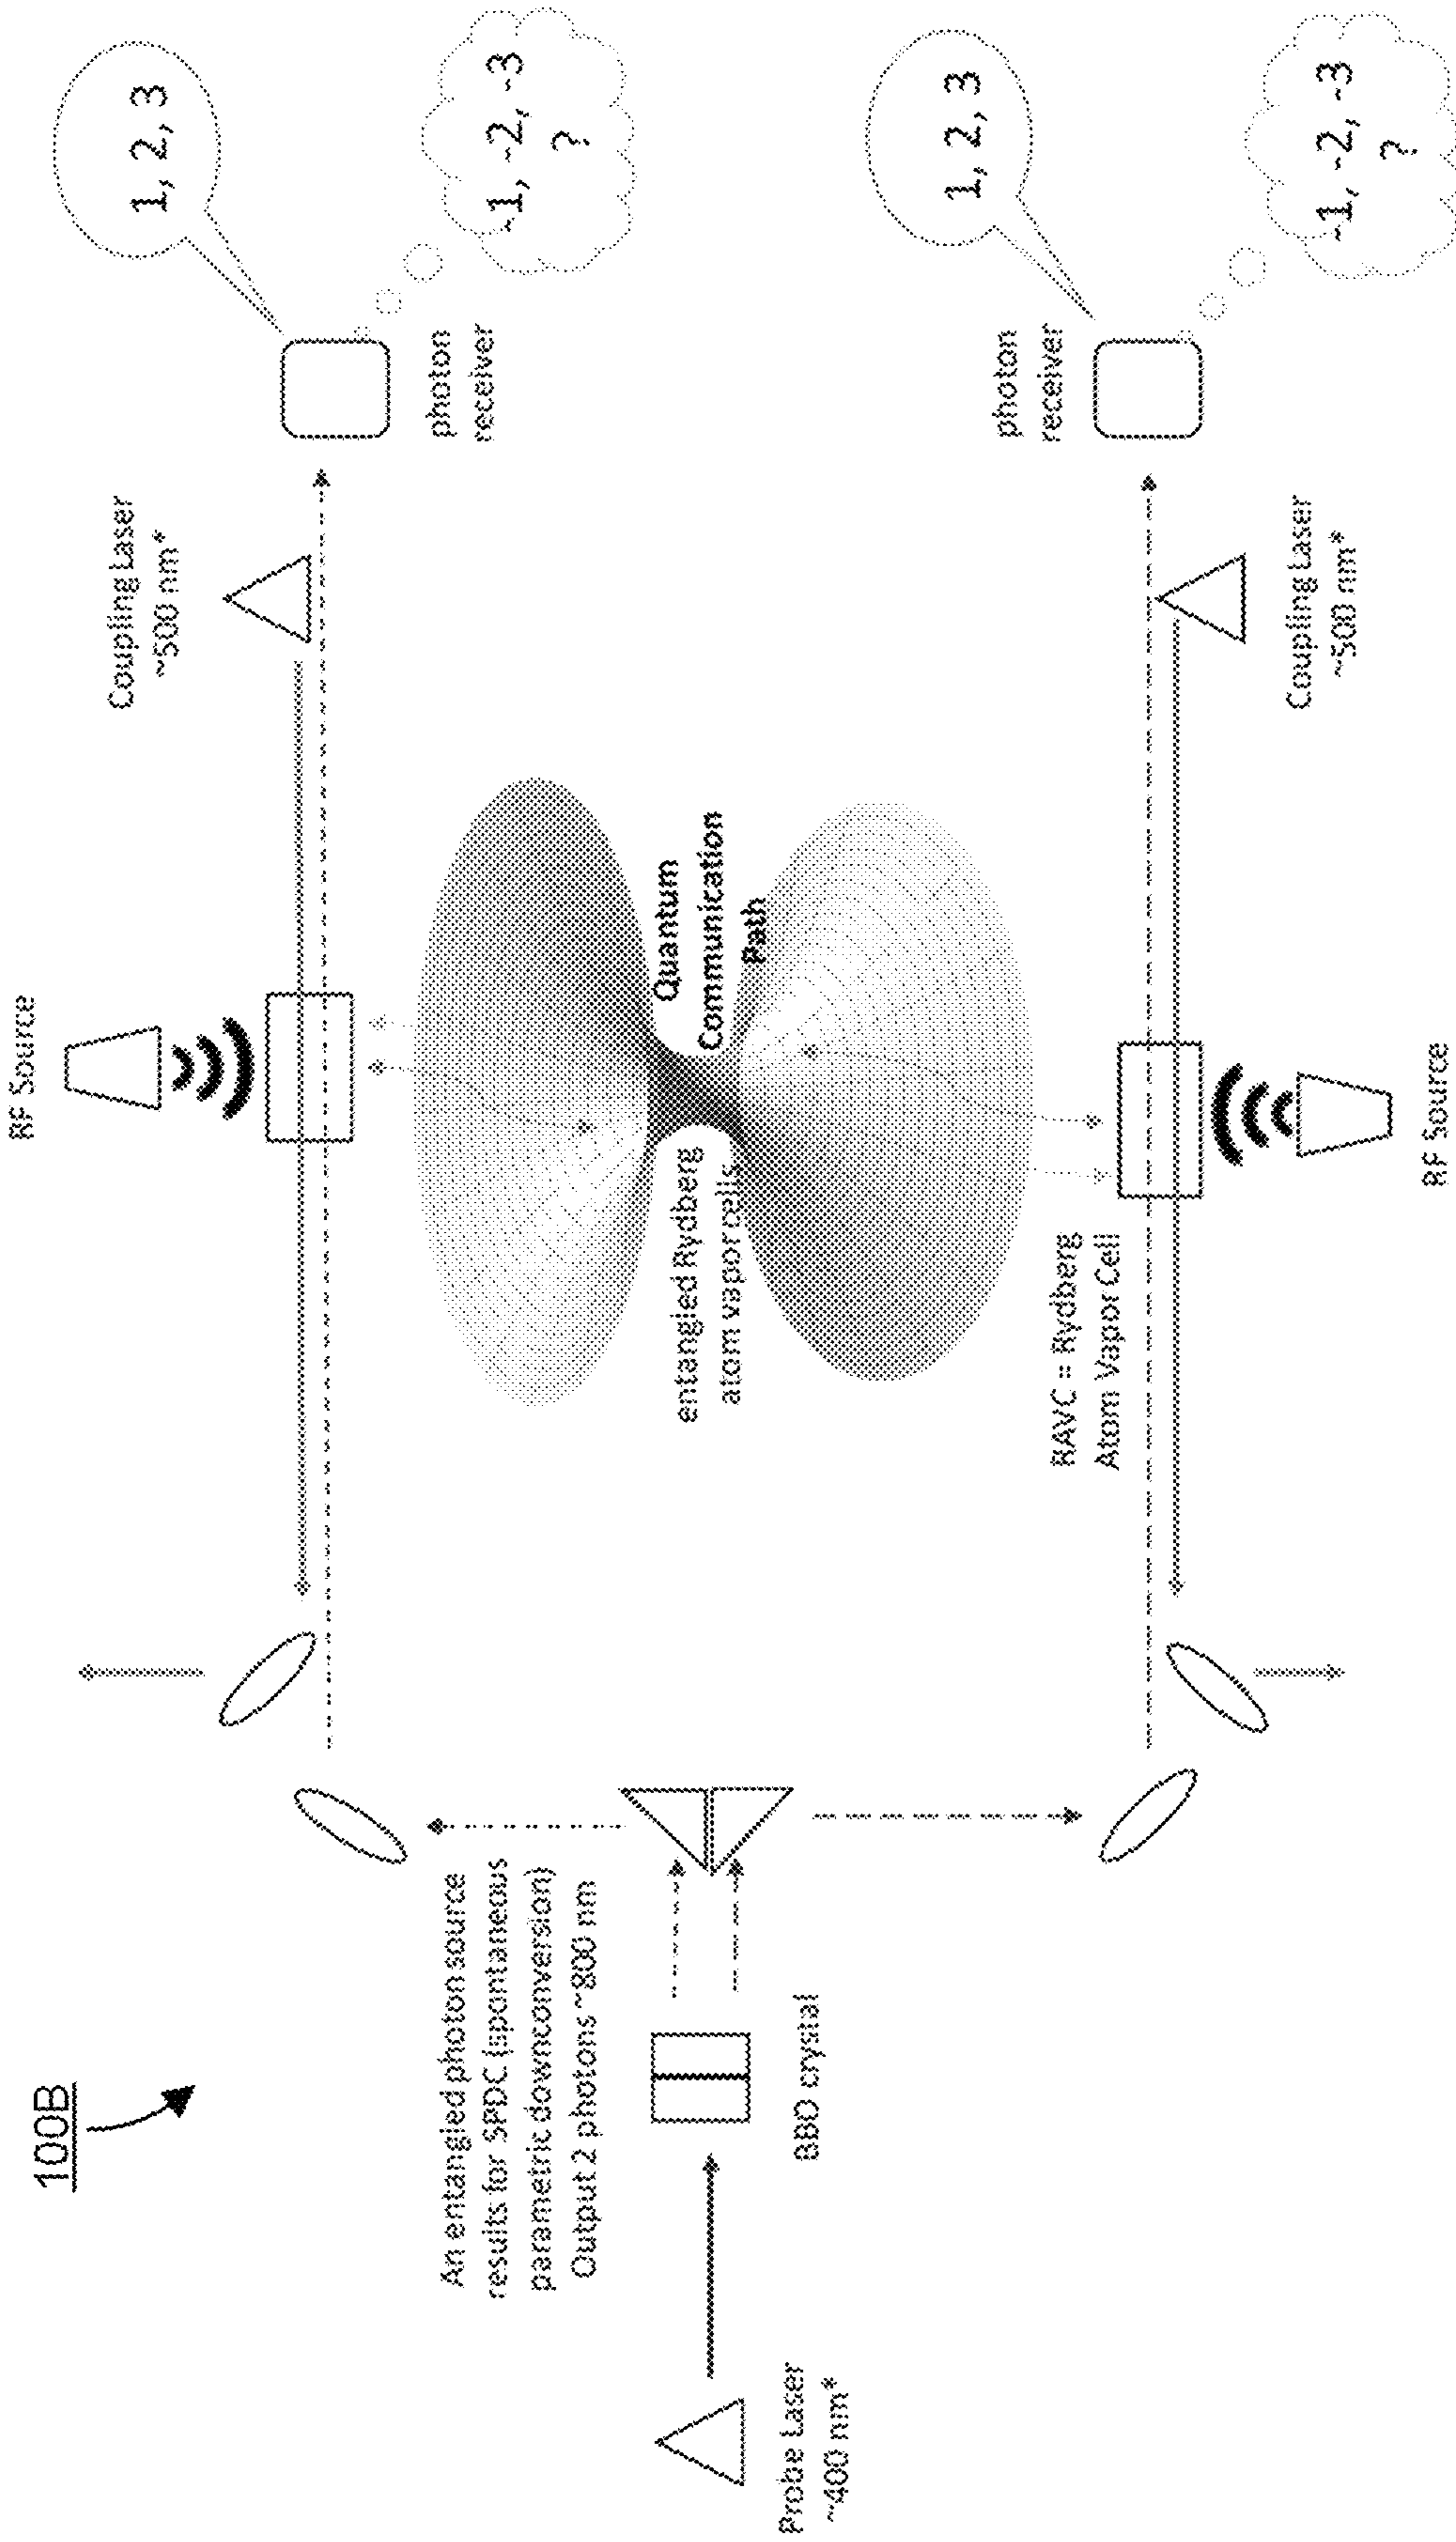 100B
RF Source
Coupling Laser
~500 nm*
1, 2, 3
photon
receiver
~1, ~2, ~3
?
An entangled photon source
results for SPDC (spontaneous
parametric downconversion)
Output 2 photons ~800 nm
Probe Laser
~400 nm*
BBO crystal
entangled Rydberg
atom vapor cells
Quantum
Communication
Path
RAVC = Rydberg
Atom Vapor Cell
1, 2, 3
photon
receiver
~1, ~2, ~3
?
Coupling Laser
~500 nm*
RF Source